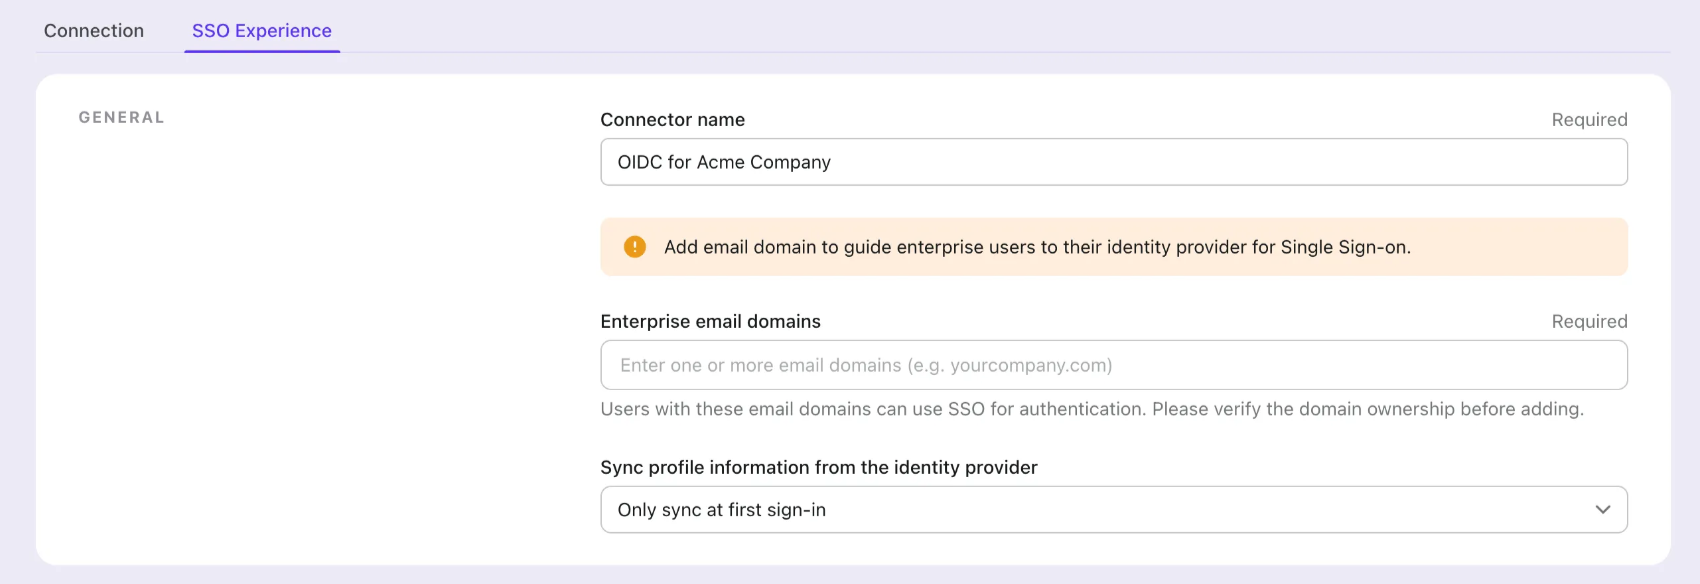 Connection
SSO Experience
GENERAL
Connector name
Required
OIDC for Acme Company
Add email domain to guide enterprise users to their identity provider for Single Sign-on.
Enterprise email domains
Required
Enter one or more email domains (e.g. yourcompany.com)
Users with these email domains can use SSO for authentication. Please verify the domain ownership before adding.
Sync profile information from the identity provider
Only sync at first sign-in